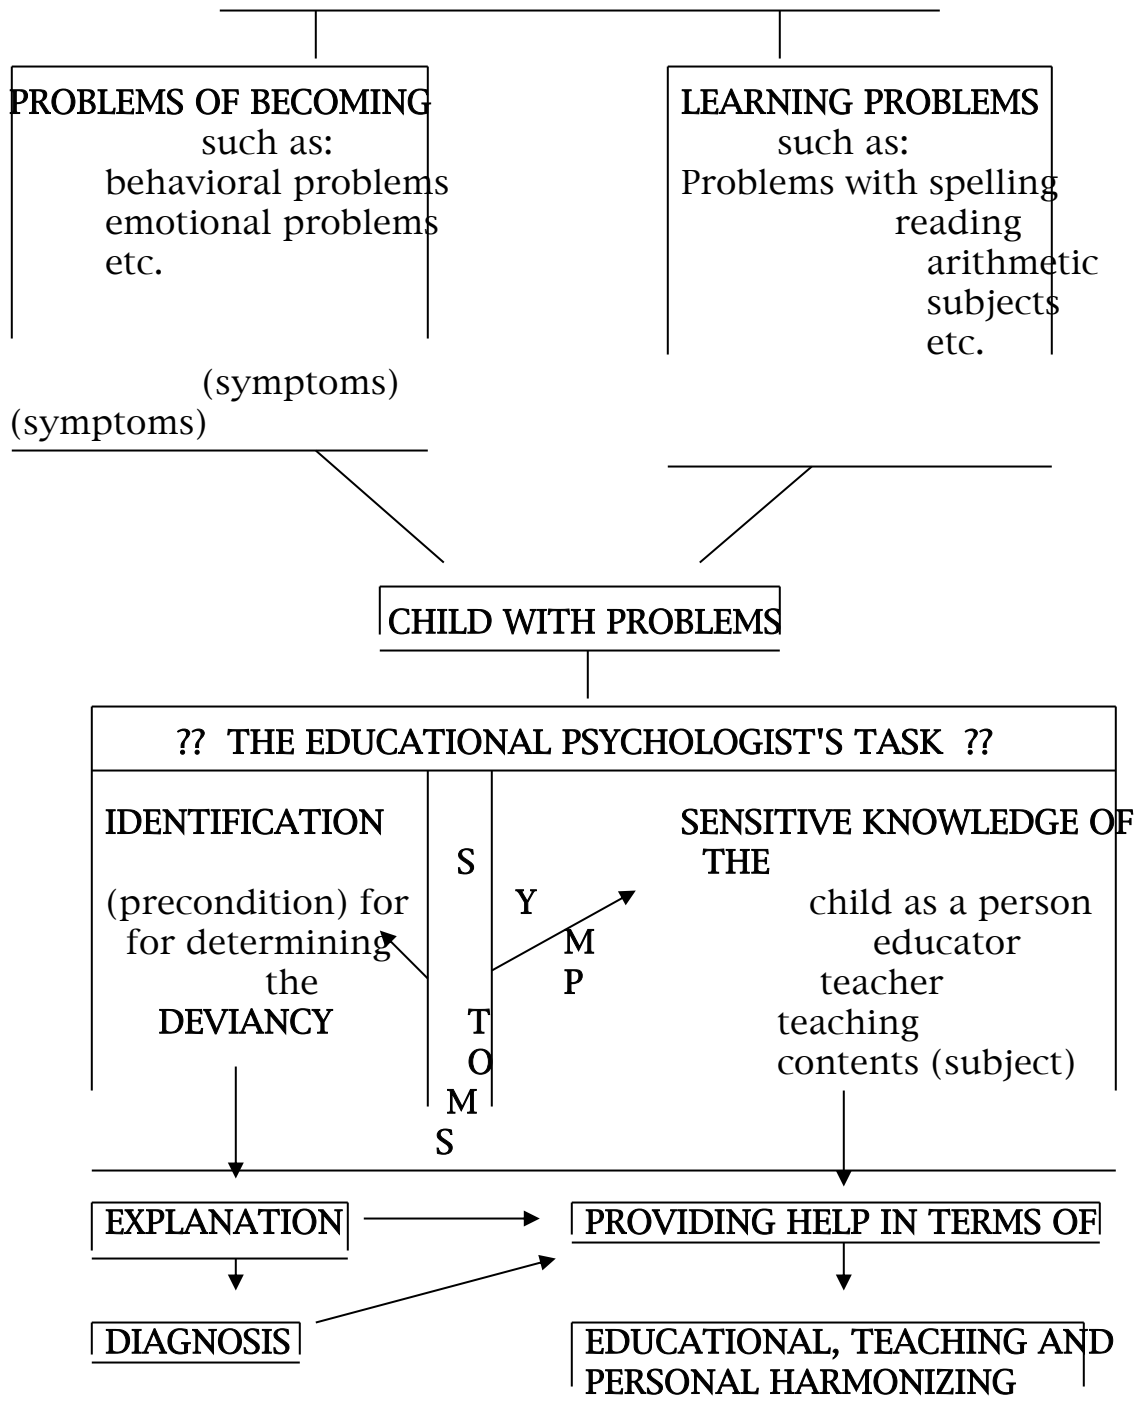 PROBLEMS OF BECOMING
such as:
behavioral problems
emotional problems
etc.
(symptoms)
(symptoms)
LEARNING PROBLEMS
such as:
Problems with spelling
reading
arithmetic
subjects
etc.
CHILD WITH PROBLEMS
?? THE EDUCATIONAL PSYCHOLOGIST'S TASK ??
IDENTIFICATION
(precondition) for
for determining
the
DEVIANCY
S
Y
M
P
T
O
M
S
SENSITIVE KNOWLEDGE OF
THE
child as a person
educator
teacher
teaching
contents (subject)
EXPLANATION
PROVIDING HELP IN TERMS OF
DIAGNOSIS
EDUCATIONAL, TEACHING AND
PERSONAL HARMONIZING